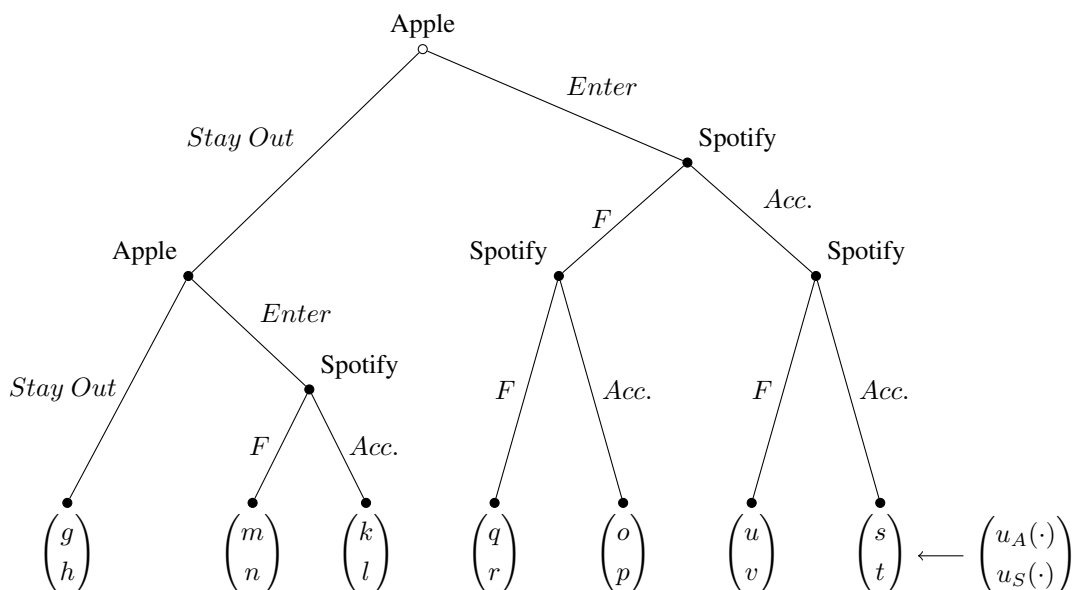 Apple
Enter
Stay Out
Spotify
Acc.
F
Apple
Spotify
Spotify
Enter
Spotify
Stay Out
F
Acc.
F
Acc.
F
Acc.
g
h
m
n
k
l
q
r
o
p
u
v
s
t
u_A(·)
u_S(·)